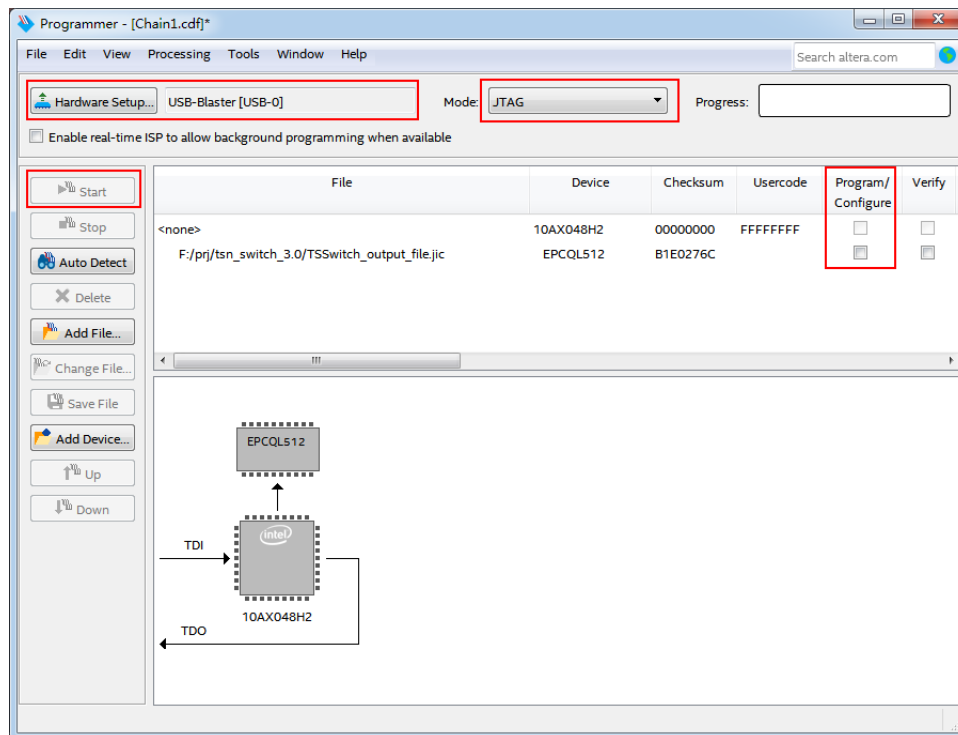 Programmer - [Chain1.cdf]*
File Edit View Processing Tools Window Help
Search altera.com
Hardware Setup... USB-Blaster [USB-0] Mode: JTAG Progress:
Enable real-time ISP to allow background programming when available
Start
Stop
Auto Detect
Delete
Add File...
Change File...
Save File
Add Device...
Up
Down
File Device Checksum Usercode Program/ Verify
Configure
<none> 10AX048H2 00000000 FFFFFFFF
F:/prj/tsn_switch_3.0/TSSwitch_output_file.jic EPCQL512 B1E0276C
EPCQL512
intel
TDI
10AX048H2
TDO